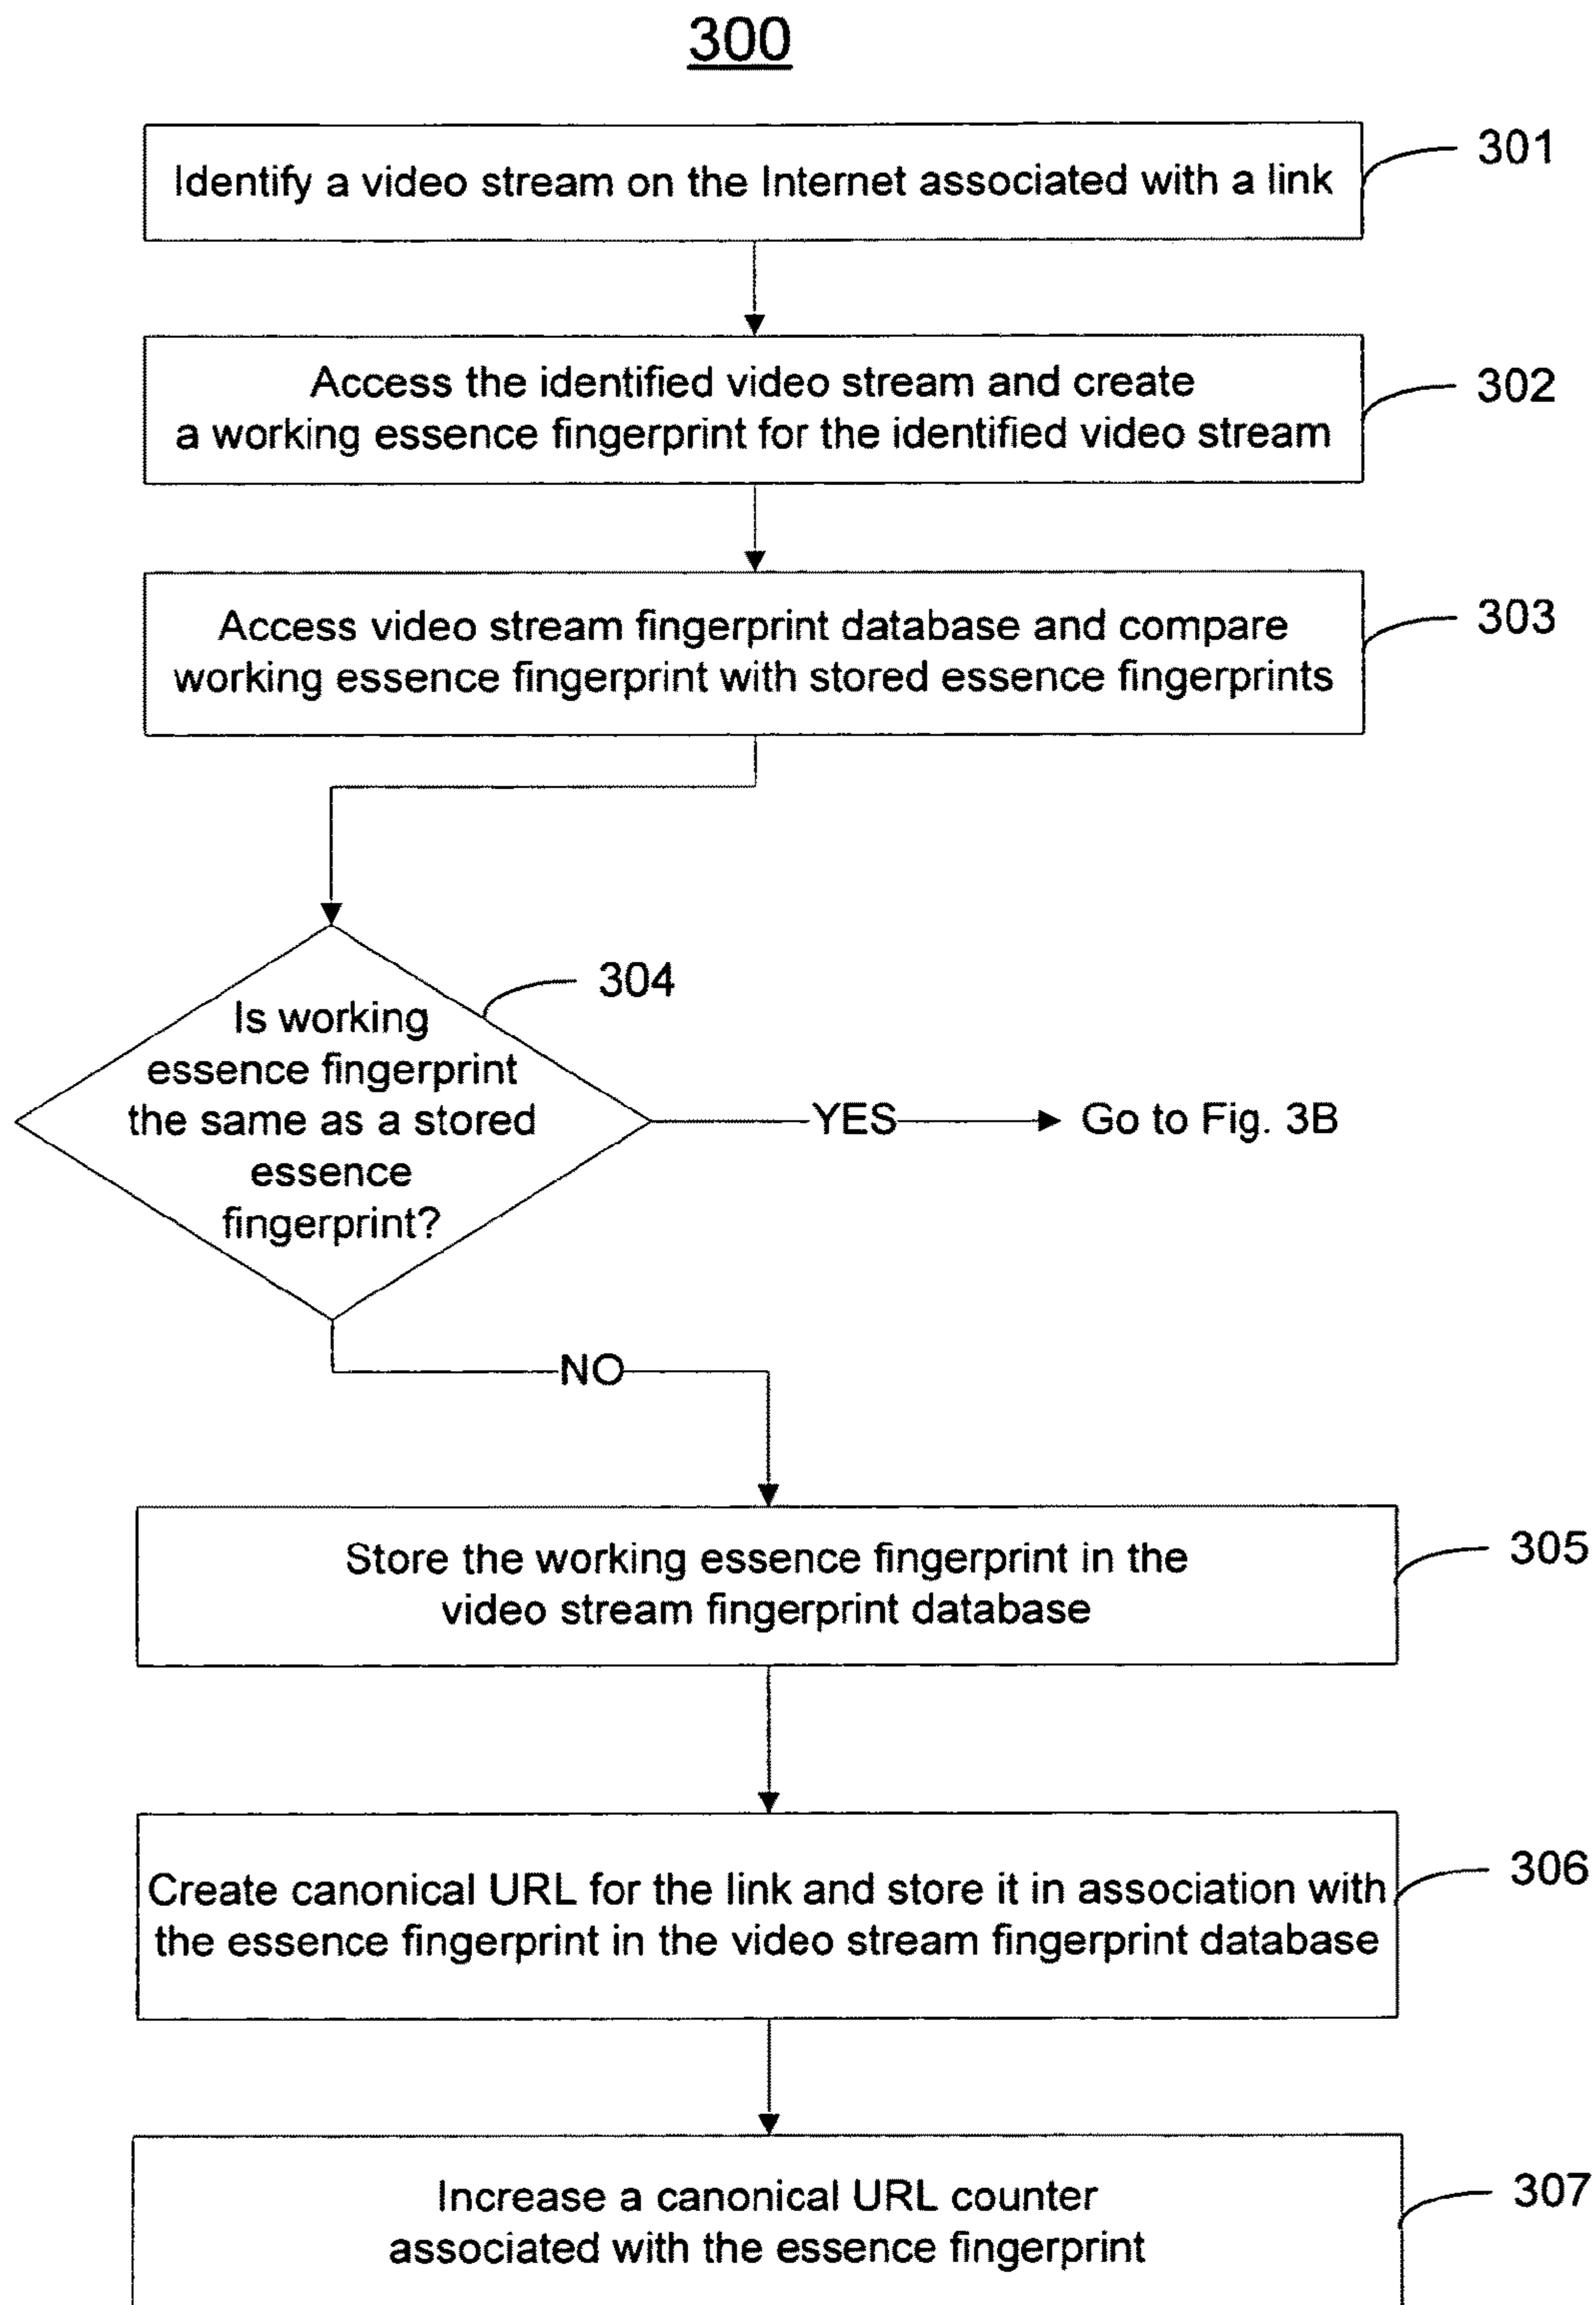 300
Identify a video stream on the Internet associated with a link
301
Access the identified video stream and create
a working essence fingerprint for the identified video stream
302
Access video stream fingerprint database and compare
working essence fingerprint with stored essence fingerprints
303
304
Is working
essence fingerprint
the same as a stored
essence
fingerprint?
YES
Go to Fig. 3B
NO
Store the working essence fingerprint in the
video stream fingerprint database
305
Create canonical URL for the link and store it in association with
the essence fingerprint in the video stream fingerprint database
306
Increase a canonical URL counter
associated with the essence fingerprint
307